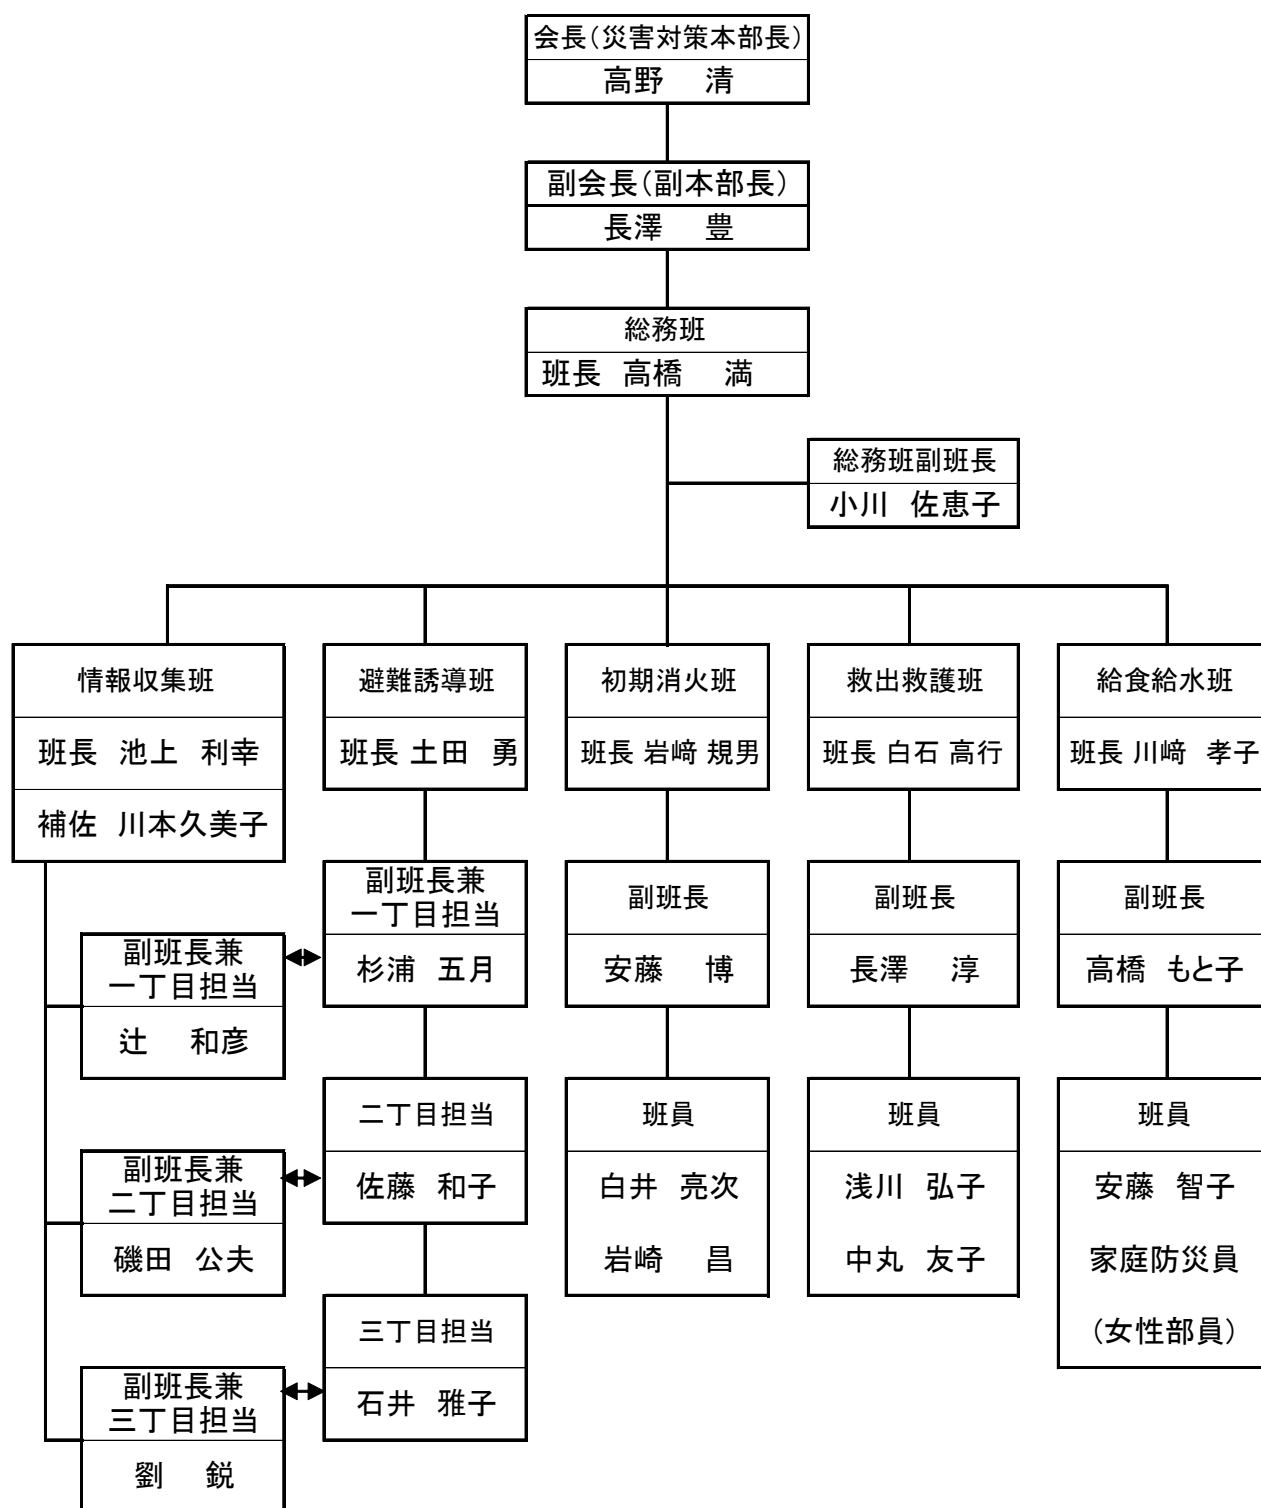 会長(災害対策本部長)
高野 清
副会長(副本部長)
長澤 豊
総務班
班長 高橋 満
総務班副班長
小川 佐恵子
情報収集班
班長 池上 利幸
補佐 川本久美子
副班長兼
一丁目担当
辻 和彦
副班長兼
二丁目担当
磯田 公夫
副班長兼
三丁目担当
劉 鋭
避難誘導班
班長 土田 勇
副班長兼
一丁目担当
杉浦 五月
二丁目担当
佐藤 和子
三丁目担当
石井 雅子
初期消火班
班長 岩﨑 規男
副班長
安藤 博
班員
白井 亮次
岩崎 昌
救出救護班
班長 白石 高行
副班長
長澤 淳
班員
浅川 弘子
中丸 友子
給食給水班
班長 川﨑 孝子
副班長
高橋 もと子
班員
安藤 智子
家庭防災員
(女性部員)